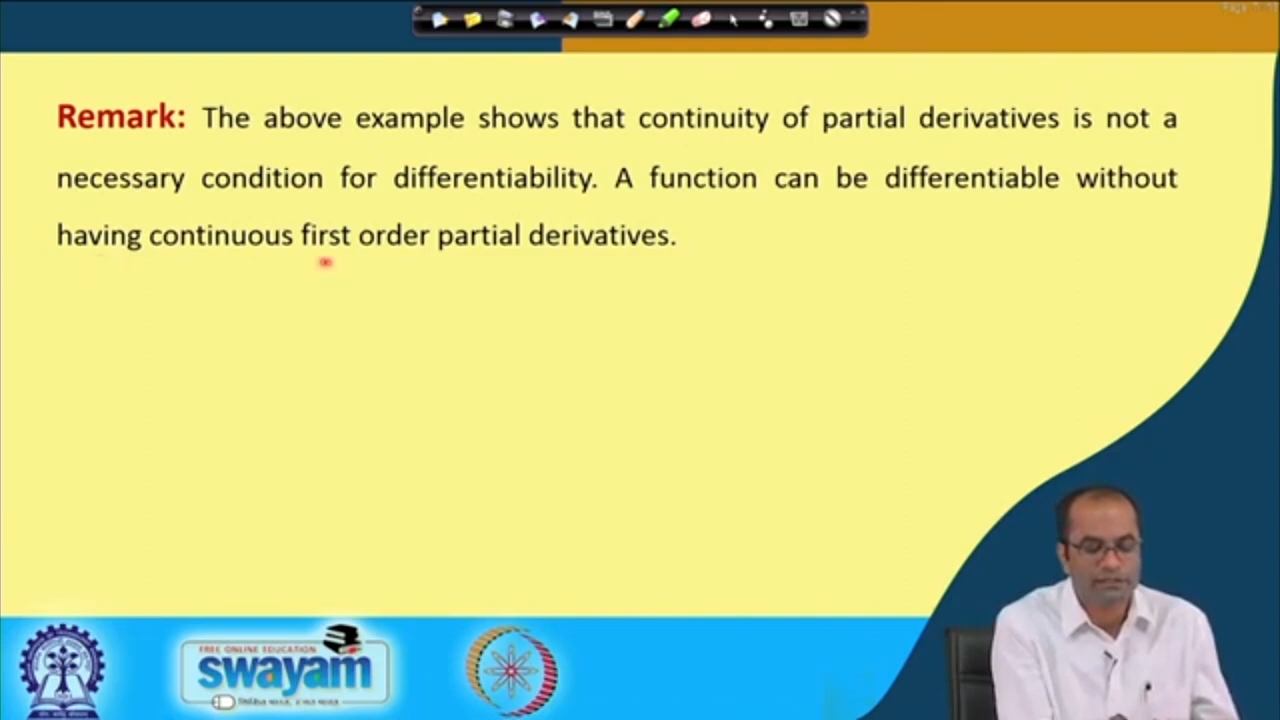 Remark: The above example shows that continuity of partial derivatives is not a
necessary condition for differentiability. A function can be differentiable without
having continuous first order partial derivatives.
FREE ONLINE EDUCATION
swayam